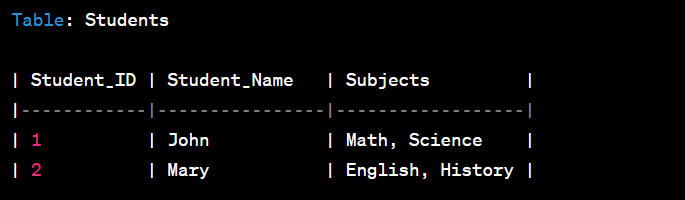 Table: Students
| Student_ID | Student_Name   | Subjects         |
|------------|----------------|------------------|
| 1          | John           | Math, Science    |
| 2          | Mary           | English, History |